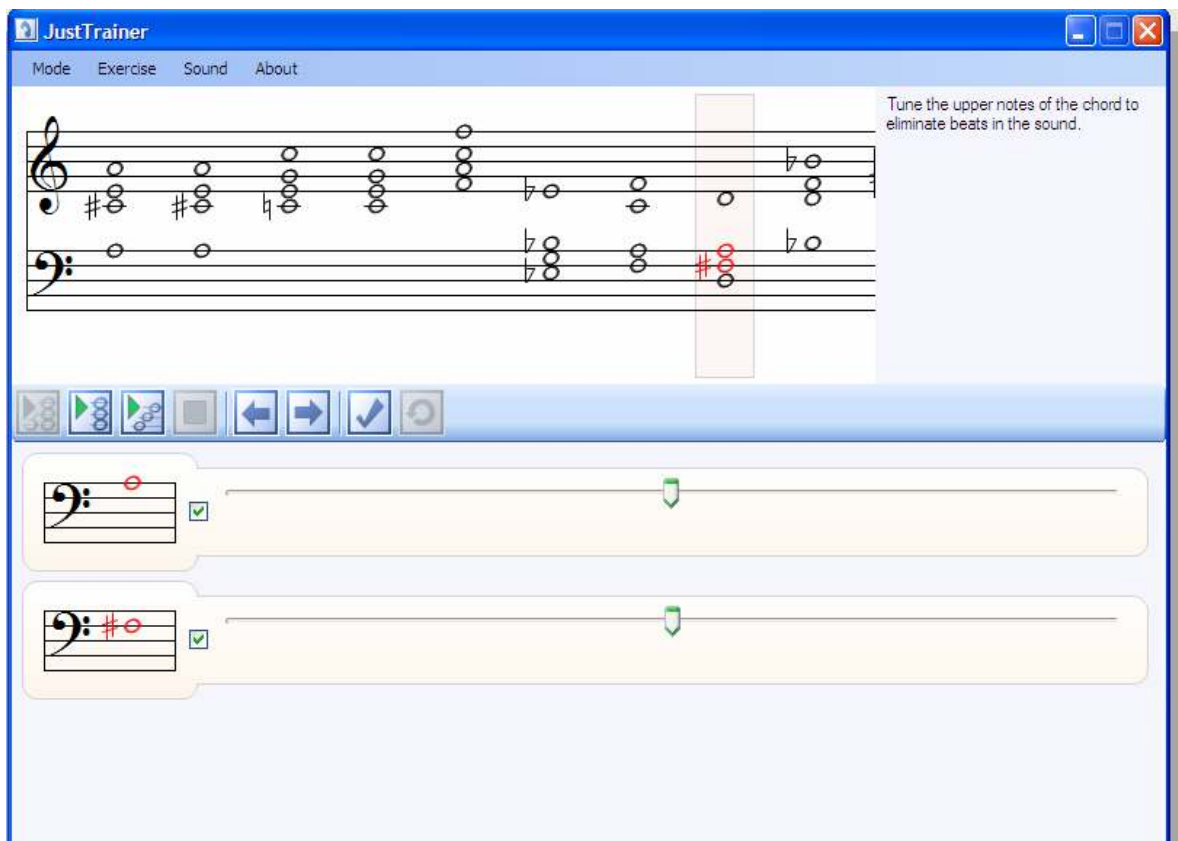 JustTrainer
Mode Exercise Sound About
Tune the upper notes of the chord to
eliminate beats in the sound.